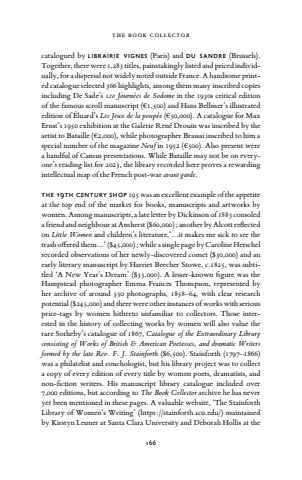 THE BOOK COLLECTOR
catalogued by LIBRAIRIE VIGNES (Paris) and DU SANDRE (Brussels).
Together, there were 1,283 titles, painstakingly listed and priced individ-
ually, for a dispersal not widely noted outside France. A handsome print-
ed catalogue selected 366 highlights, among them many inscribed copies
including De Sade's 120 Journées de Sodome in the 1930s critical edition
of the famous scroll manuscript (€1,500) and Hans Bellmer's illustrated
edition of Éluard's Les Jeux de la poupée (€50,000). A catalogue for Max
Ernst's 1950 exhibition at the Galerie René Drouin was inscribed by the
artist to Bataille (€2,000), while photographer Brassai inscribed to him a
special number of the magazine Neuf in 1952 (€500). Also present were
a handful of Camus presentations. While Bataille may not be on every-
one's reading list for 2023, the library recorded here proves a rewarding
intellectual map of the French post-war avant garde.
THE 19TH CENTURY SHOP 195 was an excellent example of the appetite
at the top end of the market for books, manuscripts and artworks by
women. Among manuscripts, a late letter by Dickinson of 1883 consoled
a friend and neighbour at Amherst ($60,000); another by Alcott reflected
on Little Women and children's literature,'…it makes me sick to see the
trash offered them…' ($45,000); while a single page by Caroline Herschel
recorded observations of her newly-discovered comet ($30,000) and an
early literary manuscript by Harriet Beecher Stowe, c.1825, was subti-
tled 'A New Year's Dream' ($35,000). A lesser-known figure was the
Hampstead photographer Emma Frances Thompson, represented by
her archive of around 350 photographs, 1858–64, with clear research
potential ($245,000) and there were other instances of works with serious
price-tags by women hitherto unfamiliar to collectors. Those inter-
ested in the history of collecting works by women will also value the
rare Sotheby's catalogue of 1867, Catalogue of the Extraordinary Library
consisting of Works of British & American Poetesses, and dramatic Writers
formed by the late Rev. F. J. Stainforth ($6,500). Stainforth (1797–1866)
was a philatelist and conchologist, but his library project was to collect
a copy of every edition of every title by women poets, dramatists, and
non-fiction writers. His manuscript library catalogue included over
7,000 editions, but according to The Book Collector archive he has never
yet been mentioned in these pages. A valuable website, 'The Stainforth
Library of Women's Writing' (https://stainforth.scu.edu/) maintained
by Kirstyn Leuner at Santa Clara University and Deborah Hollis at the
166